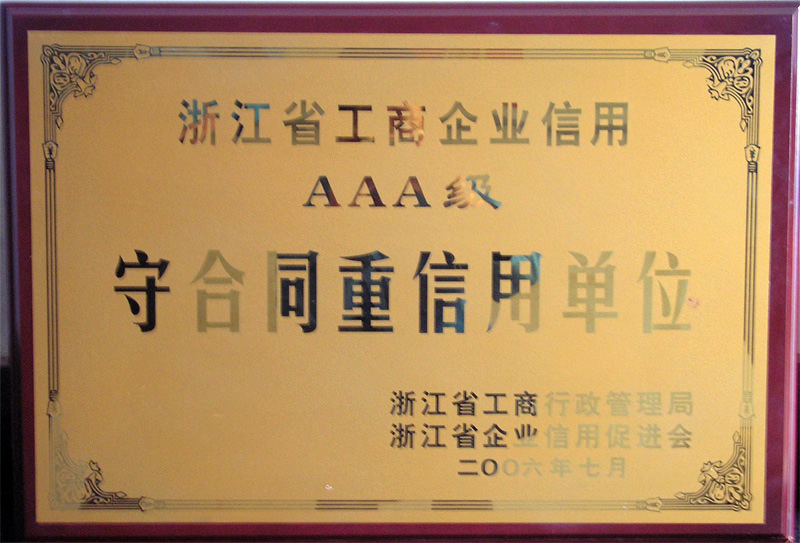 浙江省工商企业信用
AAA级
守合同重信用单位
浙江省工商行政管理局
浙江省企业信用促进会
二〇〇六年七月